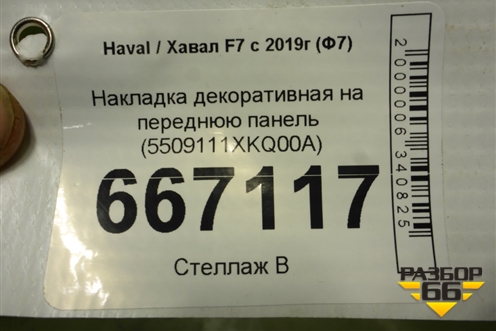 Haval / Хавал F7 с 2019г (Ф7)
Накладка декоративная на
переднюю панель
(5509111XKQ00A)
667117
Стеллаж В
2000006340825
РАЗБОР
66